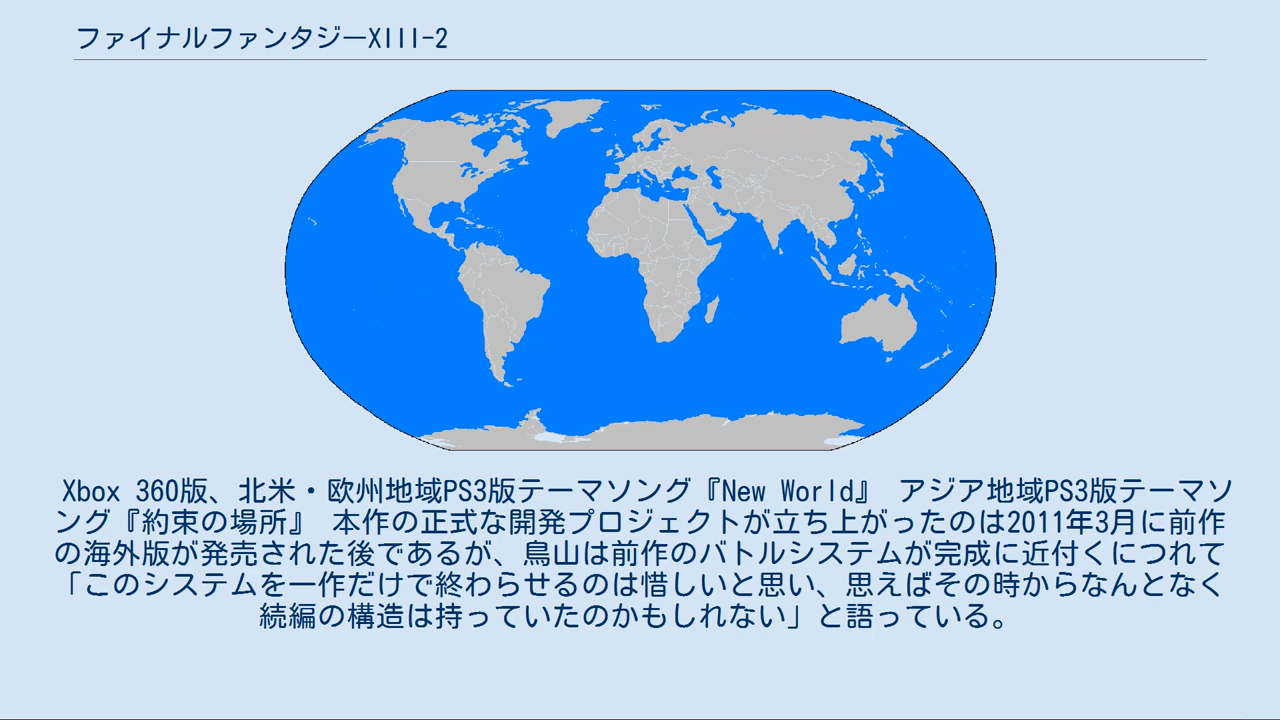 ファイナルファンタジーXIII-2
Xbox 360版、北米・欧州地域PS3版テーマソング『New World』 アジア地域PS3版テーマソ
ング『約束の場所』 本作の正式な開発プロジェクトが立ち上がったのは2011年3月に前作
の海外版が発売された後であるが、鳥山は前作のバトルシステムが完成に近付くにつれて
「このシステムを一作だけで終わらせるのは惜しいと思い、思えばその時からなんとなく
続編の構造は持っていたのかもしれない」と語っている。